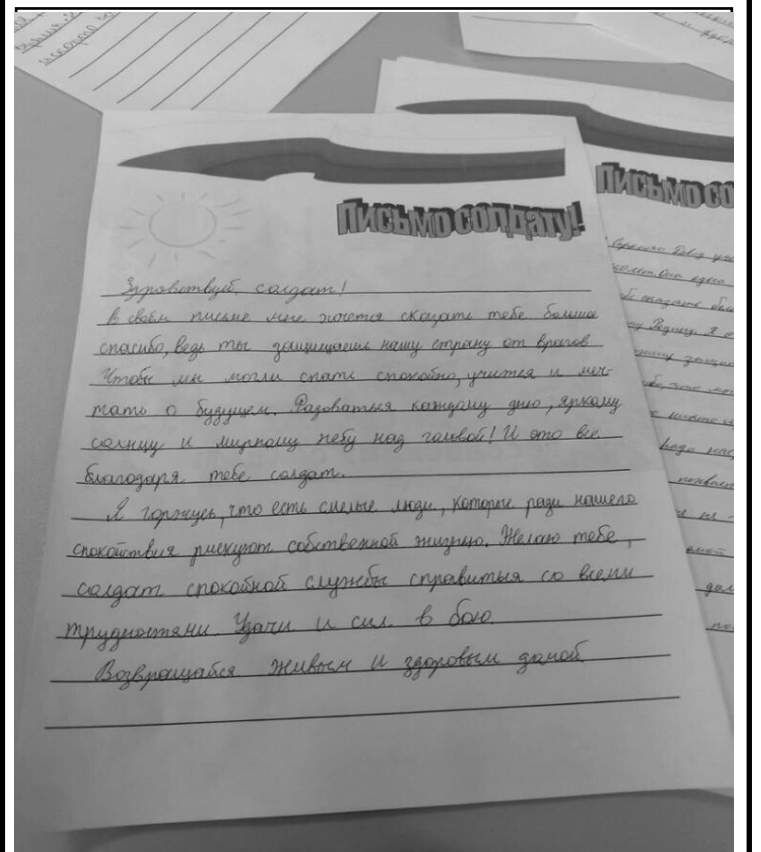 Письмо солдату!
Письмо со
Здравствуй, солдат!
В своём письме мне хочется сказать тебе большое
спасибо, ведь ты защищаешь нашу страну от врагов
Чтобы мы могли спать спокойно, учится и меч-
тать о будущем. Радоваться каждому дню, яркому
солнцу и мирному небу над головой! И это все
благодаря тебе солдат.
Я горжусь, что есть смелые люди, которые ради нашего
спокойствия рискуют собственной жизнью. Желаю тебе,
солдат спокойной службы справиться со всеми
трудностями. Удачи и сил в бою.
Возвращайся живым и здоровым домой.